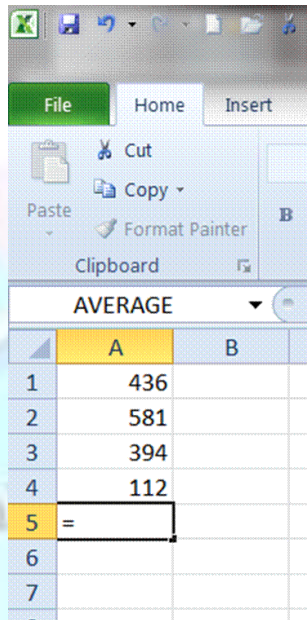 File Home Insert
Cut
Copy
Paste
Format Painter
B
Clipboard
AVERAGE
A B
1 436
2 581
3 394
4 112
5 =
6
7